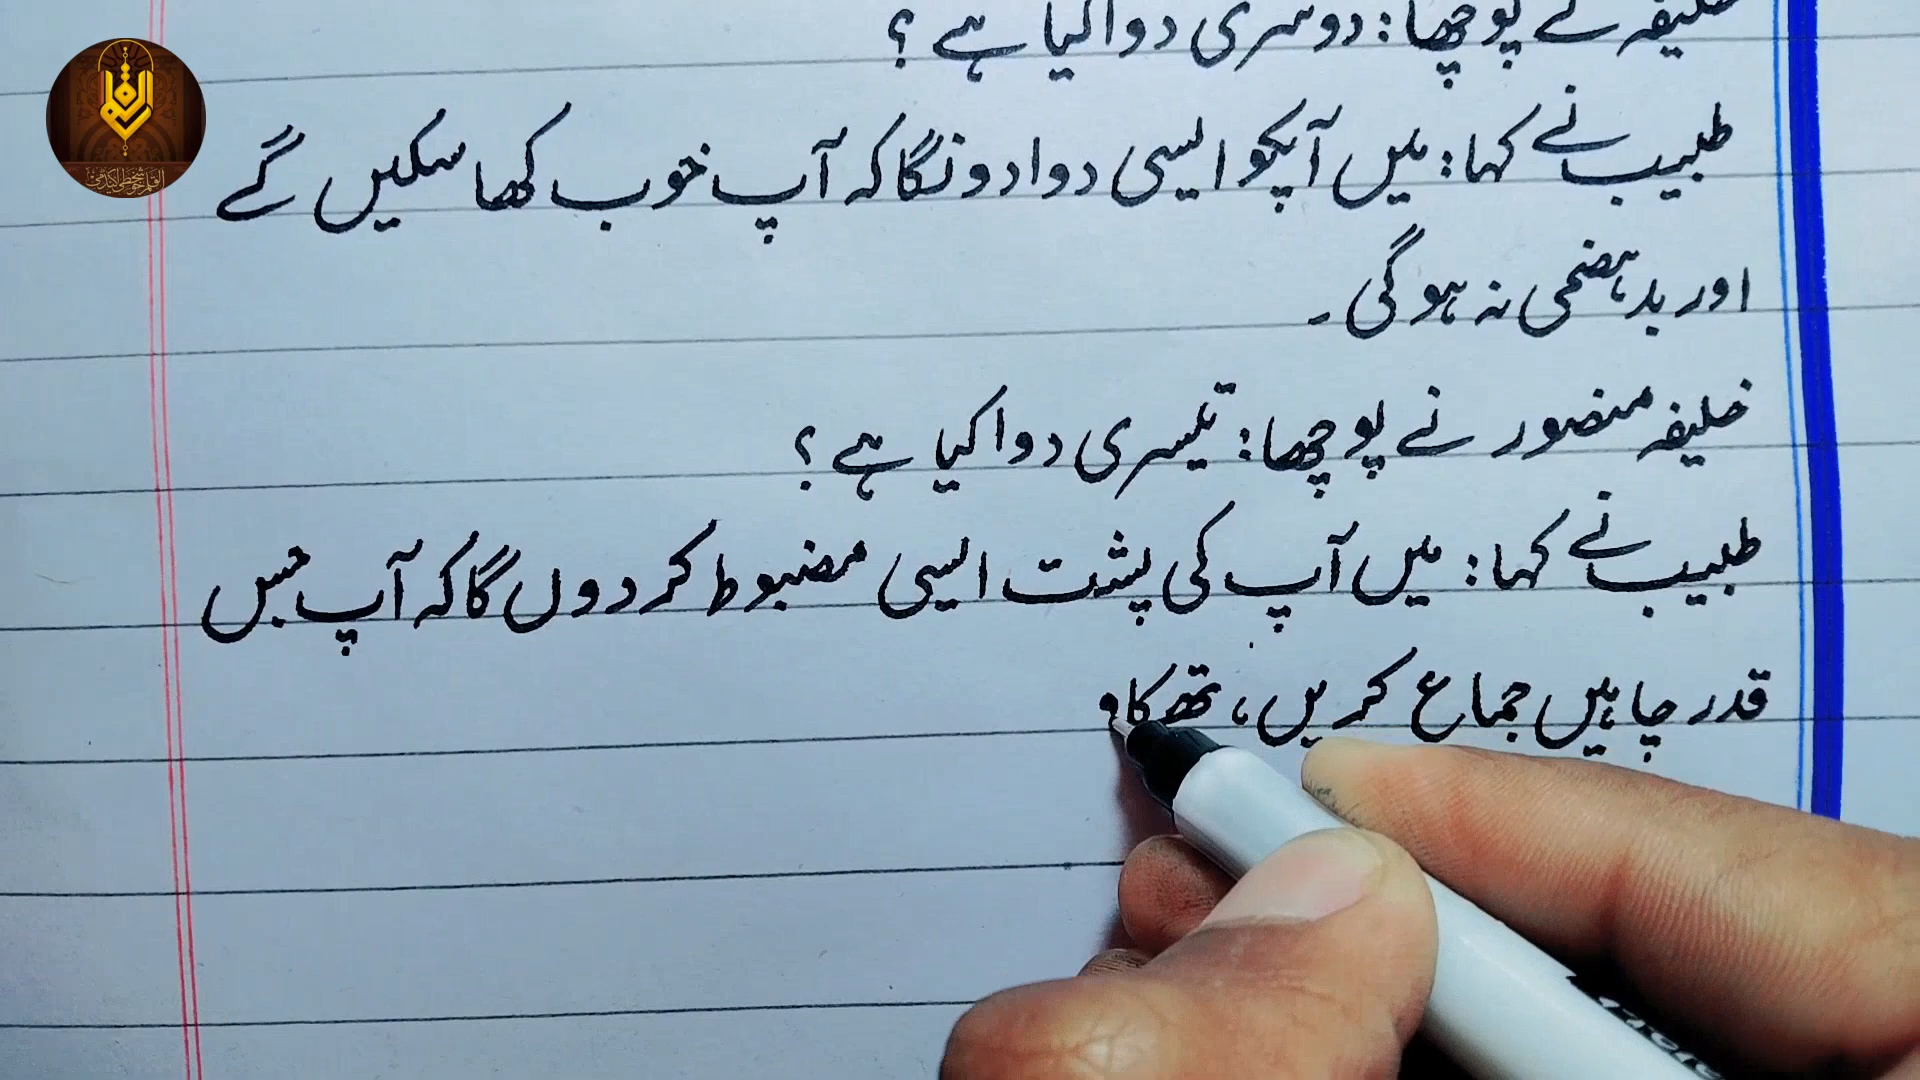 خلیفہ نے پوچھا: دوسری دوا کیا ہے ؟
طبیب نے کہا: میں آپکو ایسی دوا دونگا کہ آپ خوب کھا سکیں گے
اور بدہضمی نہ ہوگی ۔
خلیفہ منصور نے پوچھا: تیسری دوا کیا ہے ؟
طبیب نے کہا: میں آپ کی پشت ایسی مضبوط کر دوں گا کہ آپ جس
قدر چاہیں جماع کریں، تھکاو